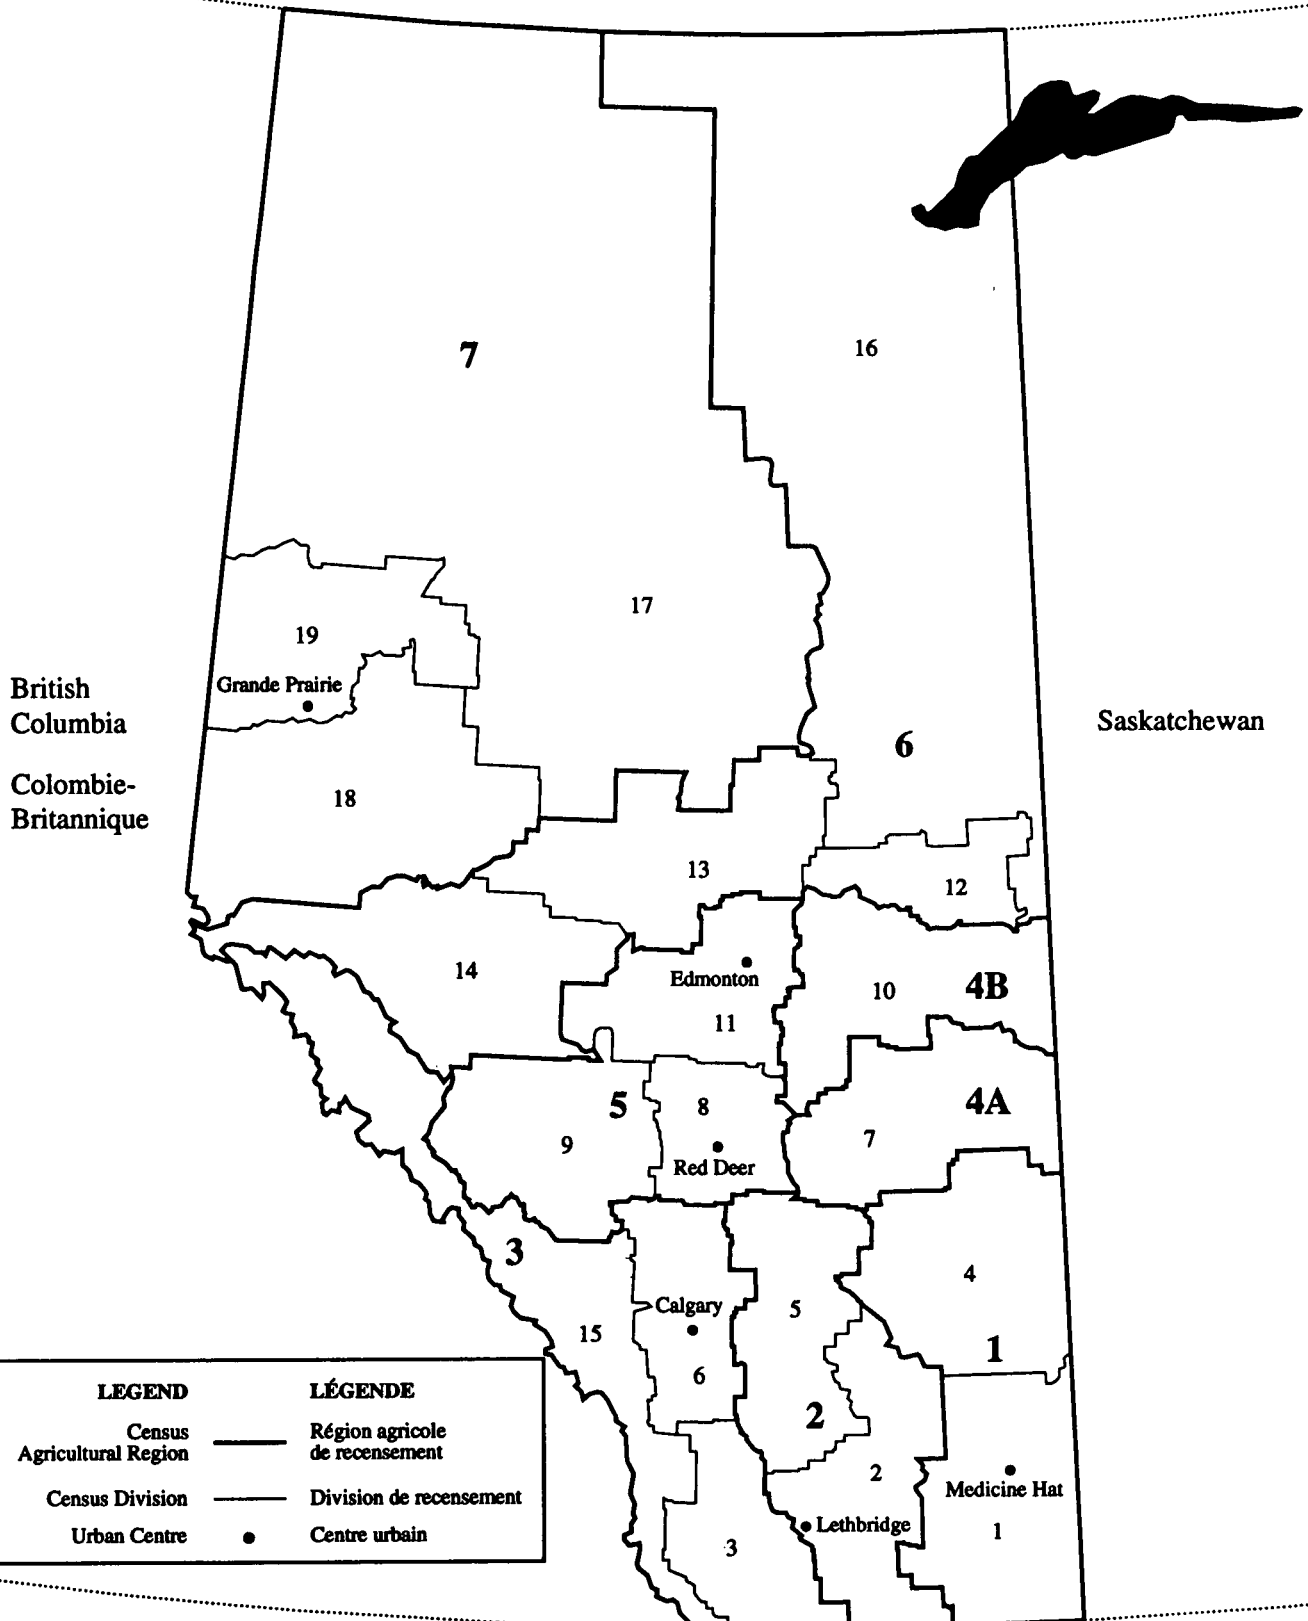 7
16
17
19
Grande Prairie
British
Columbia
Saskatchewan
6
Colombie-
Britannique
18
13
12
14
Edmonton
10
4B
11
5
8
4A
9
7
Red Deer
3
4
Calgary
5
15
1
6
LEGEND
LÉGENDE
2
Census
Agricultural Region
Région agricole
de recensement
2
Medicine Hat
Census Division
Division de recensement
Lethbridge
1
Urban Centre
Centre urbain
3